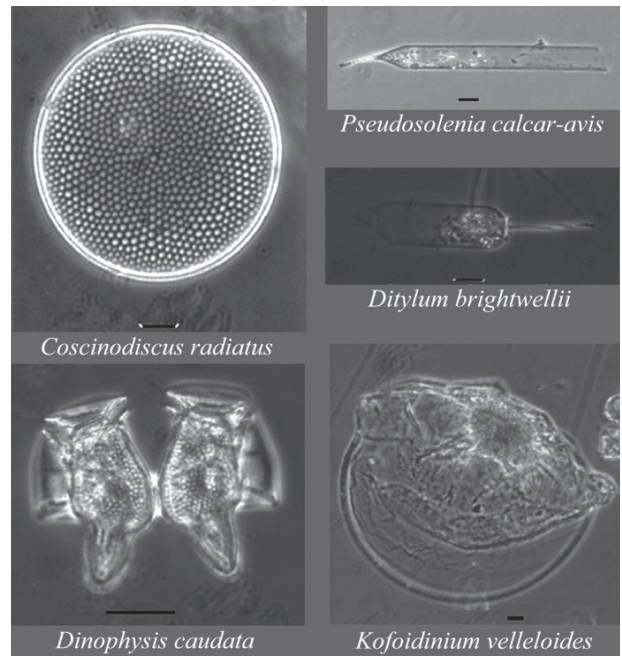 Coscinodiscus radiatus
Pseudosolenia calcar-avis
Ditylum brightwellii
Dinophysis caudata
Kofoidinium velleloides